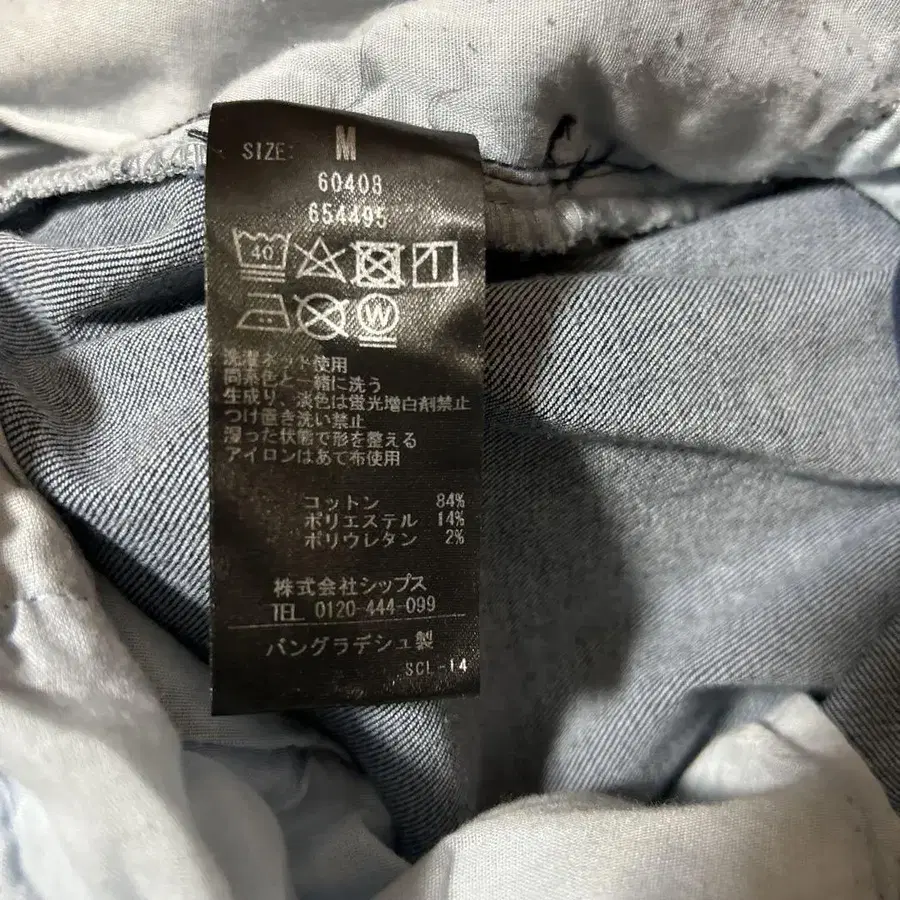 SIZE: M
60408
654495
40
W
洗濯ネット使用
同系色と一緒に洗う
生成り、淡色は蛍光増白剤禁止
つけ置き洗い禁止
湿った状態で形を整える
アイロンはあて布使用
コットン 84%
ポリエステル 14%
ポリウレタン 2%
株式会社シップス
TEL 0120-444-099
バングラデシュ製
SCL-14